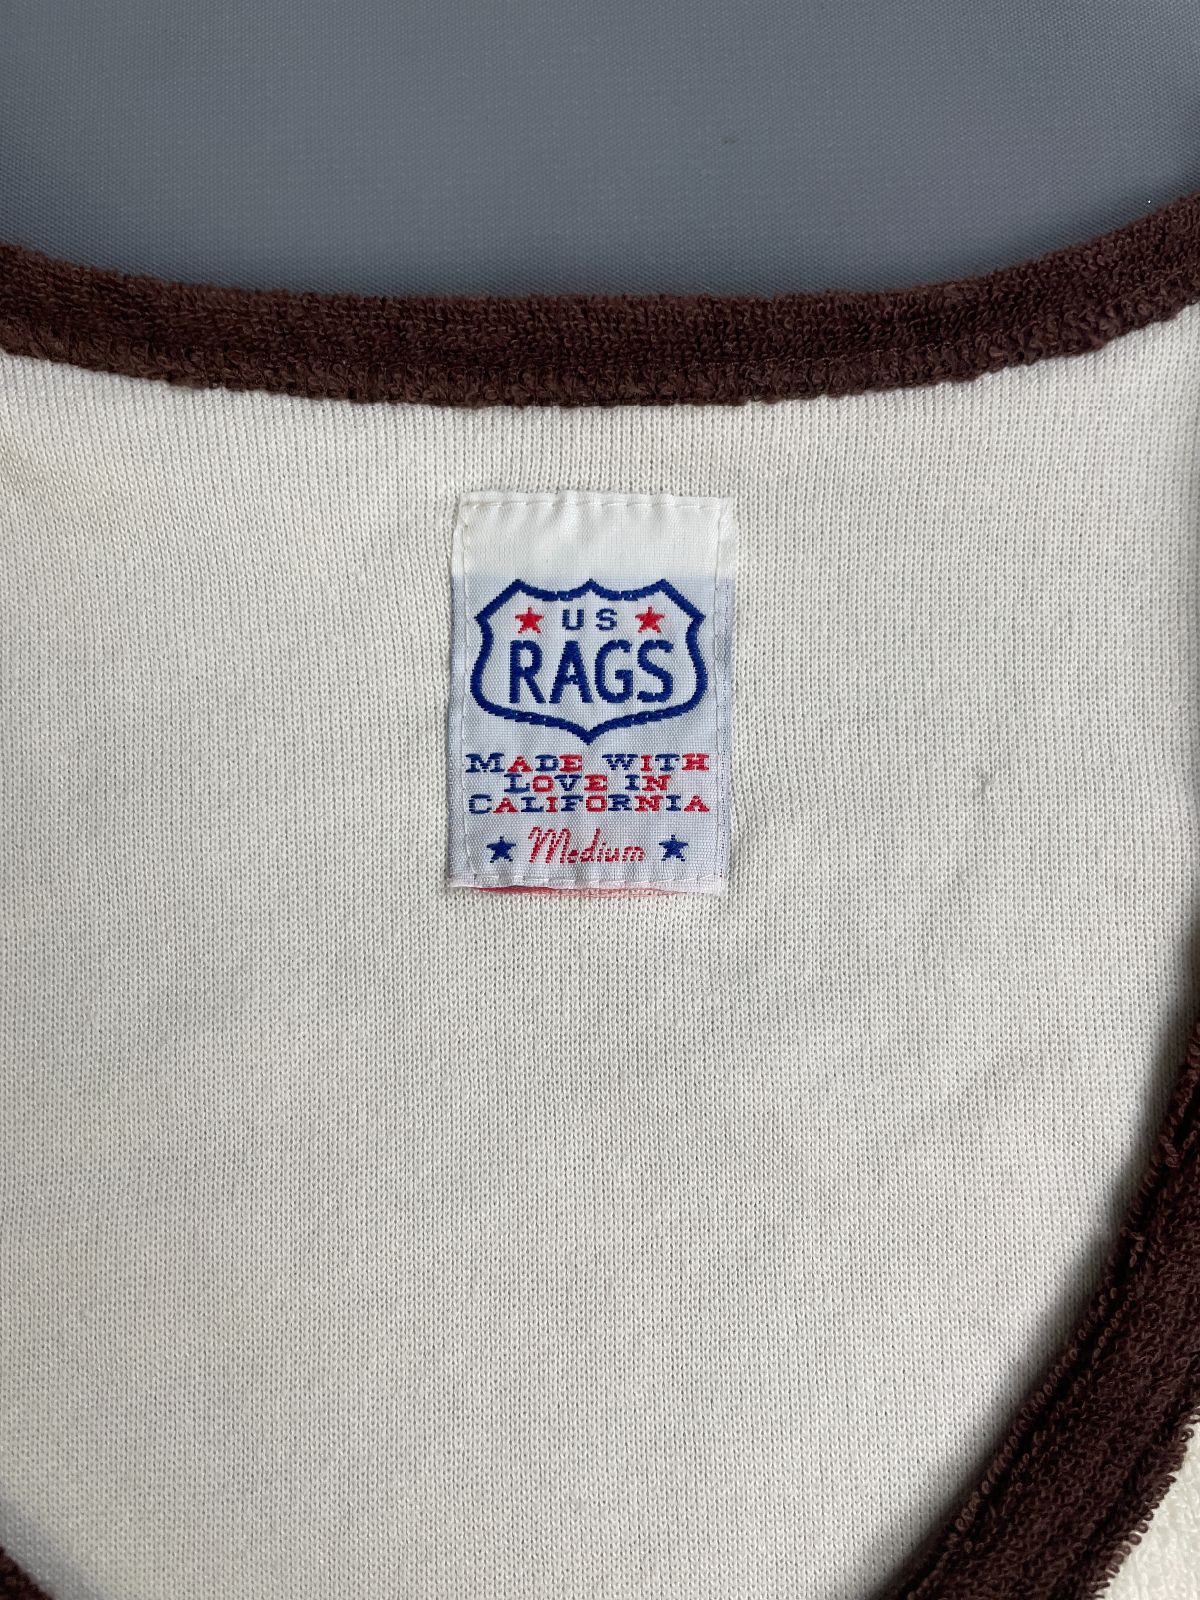 US
RAGS
MADE WITH
LOVE IN
CALIFORNIA
Medium